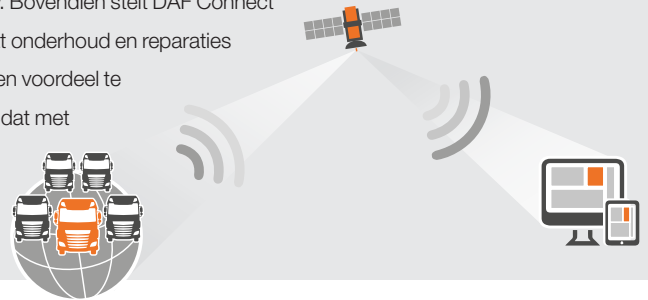 . Bovendien stelt DAF Connect
t onderhoud en reparaties
en voordeel te
dat met